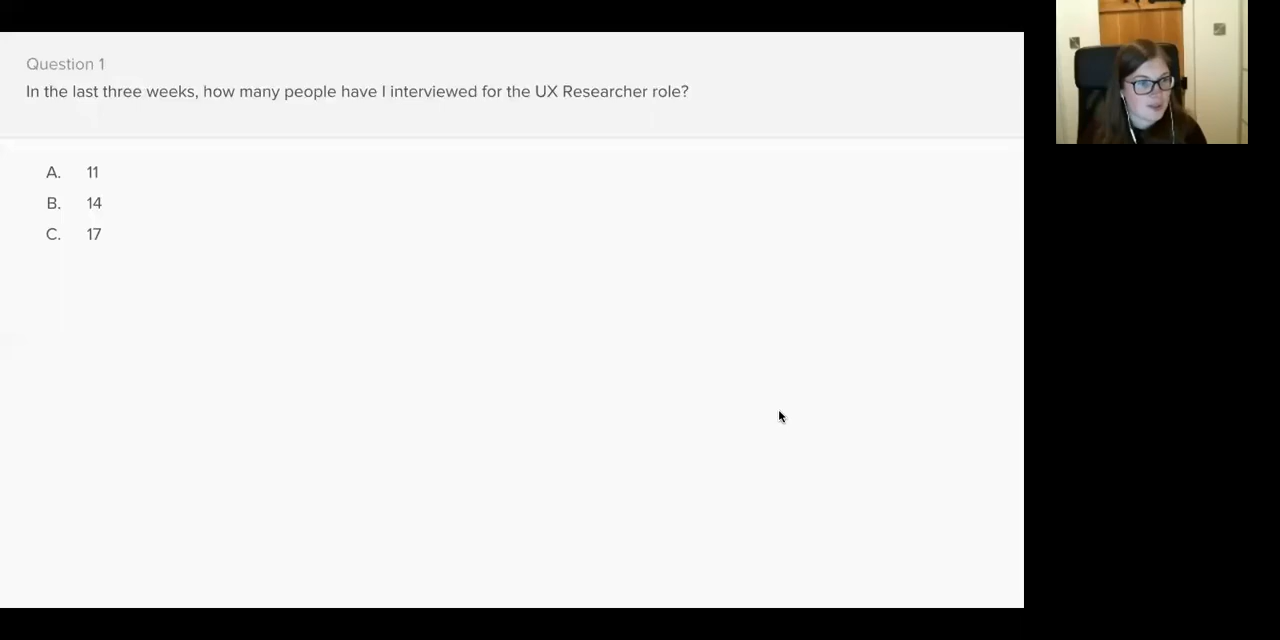 Question 1
In the last three weeks, how many people have I interviewed for the UX Researcher role?
A. 11
B. 14
C. 17